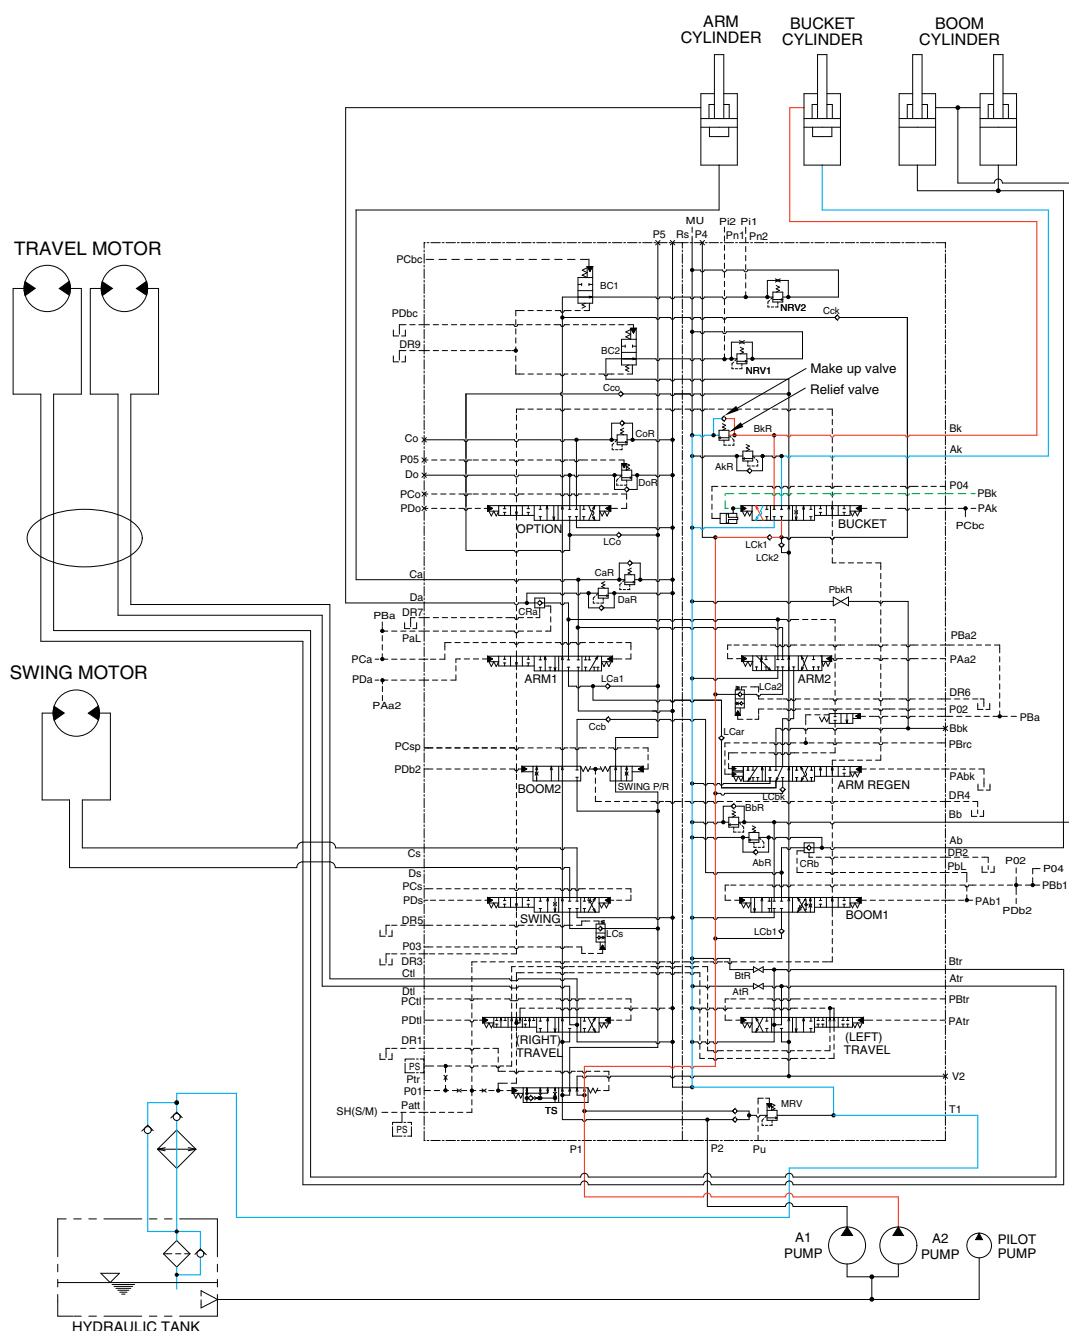 ARM
CYLINDER
BUCKET
CYLINDER
BOOM
CYLINDER
TRAVEL MOTOR
SWING MOTOR
MU
P5
Rs
P4
Pi2
Pi1
Pn1
Pn2
PCbc
BC1
NRV2
Cck
PDbc
DR9
BC2
NRV1
Cco
Make up valve
Relief valve
Co
CoR
BkR
Bk
Ak
P05
Do
DoR
AkR
PCo
PDo
OPTION
P04
PBk
PAk
PCbc
BUCKET
LCo
LCk1
LCk2
Ca
CaR
Da
DaR
CRa
DR7
PBa
PaL
PbkR
PBa2
PCa
PDa
PAa2
ARM1
ARM2
PAa2
LCa1
LCa2
DR6
P02
PBa
Ccb
LCar
Bbk
PCsp
PBrc
PDb2
BOOM2
SWING P/R
ARM REGEN
PAbk
LCbk
DR4
BbR
Bb
AbR
CRb
Ab
DR2
PbL
P02
P04
PBb1
PAb1
PDb2
Cs
Ds
PCs
PDs
SWING
BOOM1
DR5
LCs
LCb1
P03
DR3
Ctl
BtR
Btr
AtR
Atr
Dtl
PCtl
PBtr
PDtl
(RIGHT)
TRAVEL
(LEFT)
TRAVEL
PAtr
DR1
PS
Ptr
P01
V2
TS
MRV
Patt
SH(S/M)
PS
T1
P1
P2
Pu
A1
PUMP
A2
PUMP
PILOT
PUMP
HYDRAULIC TANK